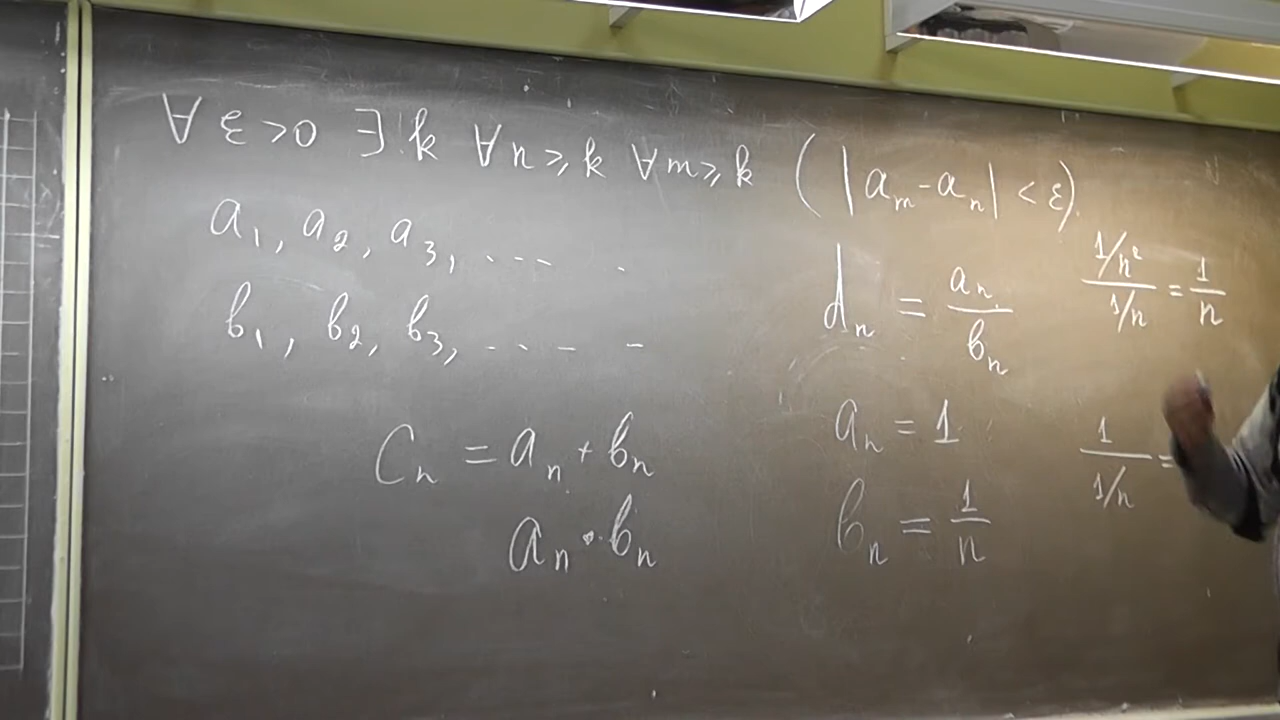 ∀ ε > 0 ∃ k ∀ n ⩾ k ∀ m ⩾ k ( | a_m - a_n | < ε )
a_1, a_2, a_3, ...
b_1, b_2, b_3, ...
C_n = a_n + b_n
a_n · b_n
d_n = a_n / b_n
a_n = 1
b_n = 1/n
(1/n²)/(1/n) = 1/n
1/(1/n) =